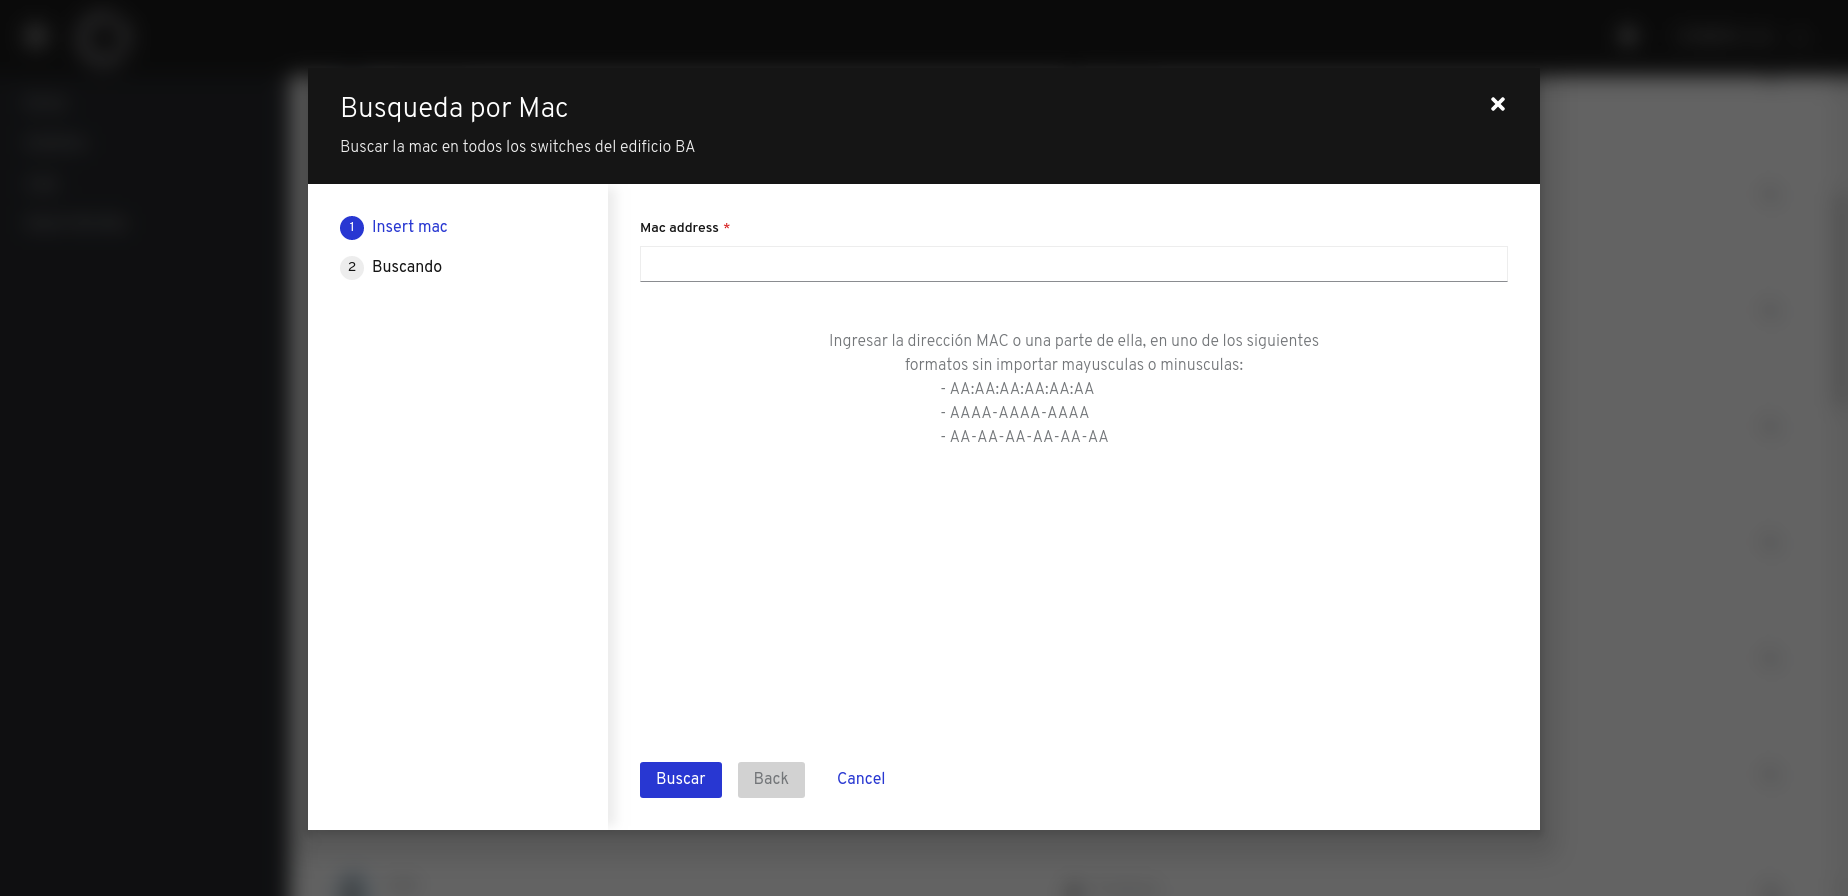 Busqueda por Mac
Buscar la mac en todos los switches del edificio BA
1 Insert mac
2 Buscando
Mac address *
Ingresar la dirección MAC o una parte de ella, en uno de los siguientes
formatos sin importar mayusculas o minusculas:
- AA:AA:AA:AA:AA:AA
- AAAA-AAAA-AAAA
- AA-AA-AA-AA-AA-AA
Buscar Back Cancel